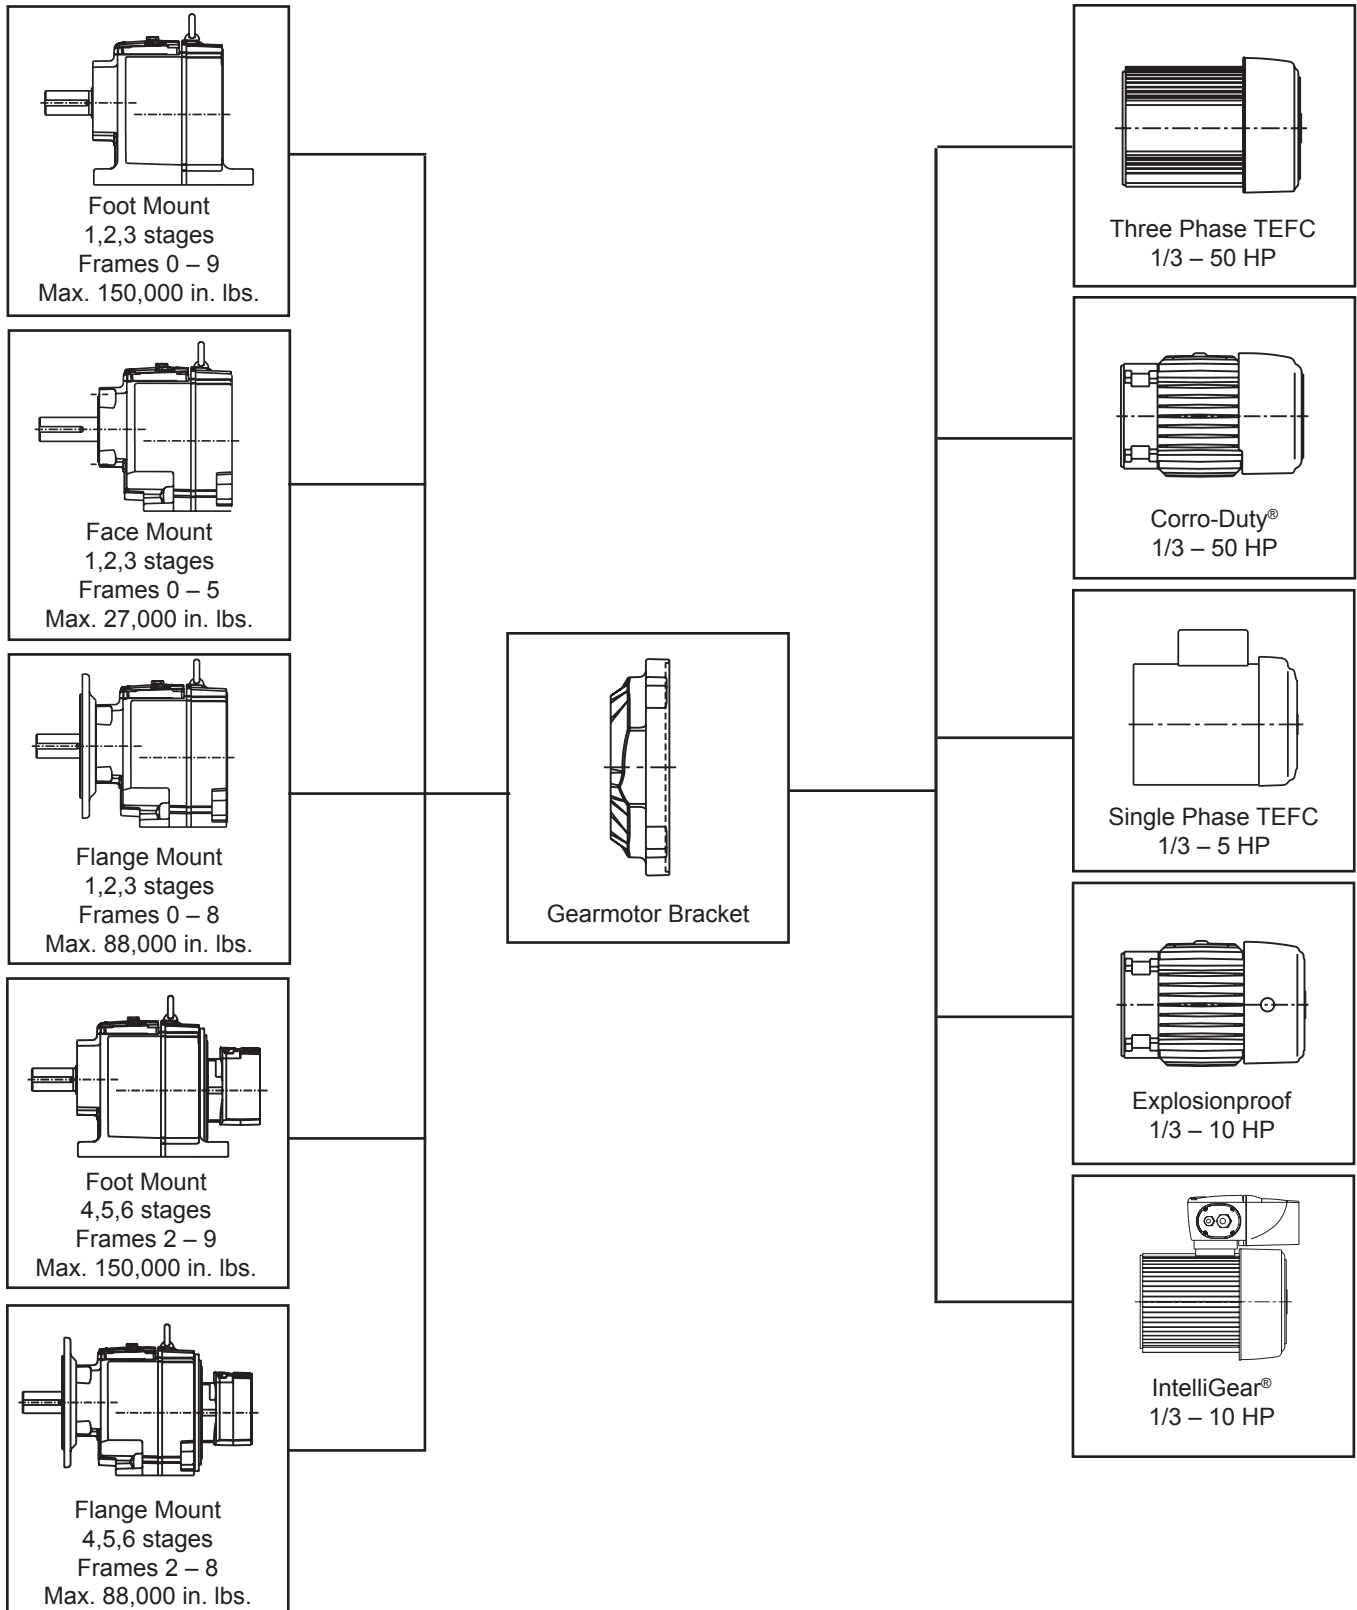 Foot Mount
1,2,3 stages
Frames 0 – 9
Max. 150,000 in. lbs.
Face Mount
1,2,3 stages
Frames 0 – 5
Max. 27,000 in. lbs.
Flange Mount
1,2,3 stages
Frames 0 – 8
Max. 88,000 in. lbs.
Foot Mount
4,5,6 stages
Frames 2 – 9
Max. 150,000 in. lbs.
Flange Mount
4,5,6 stages
Frames 2 – 8
Max. 88,000 in. lbs.
Gearmotor Bracket
Three Phase TEFC
1/3 – 50 HP
Corro-Duty®
1/3 – 50 HP
Single Phase TEFC
1/3 – 5 HP
Explosionproof
1/3 – 10 HP
IntelliGear®
1/3 – 10 HP